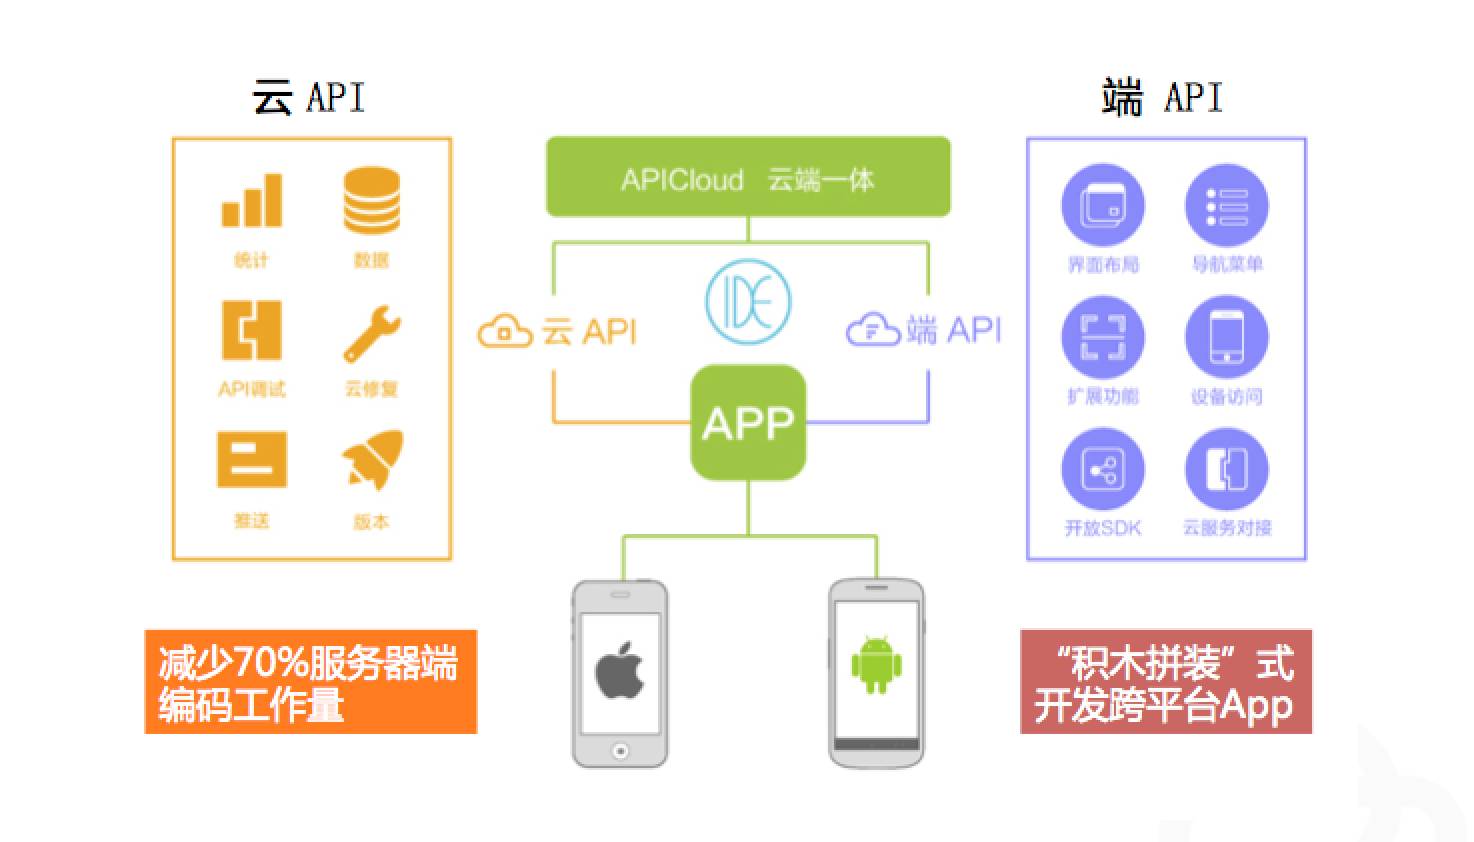 云 API
统计
数据
API调试
云修复
推送
版本
减少70%服务器端
编码工作量
APICloud 云端一体
IDE
云 API
端 API
APP
端 API
界面布局
导航菜单
扩展功能
设备访问
开放SDK
云服务对接
“积木拼装”式
开发跨平台App